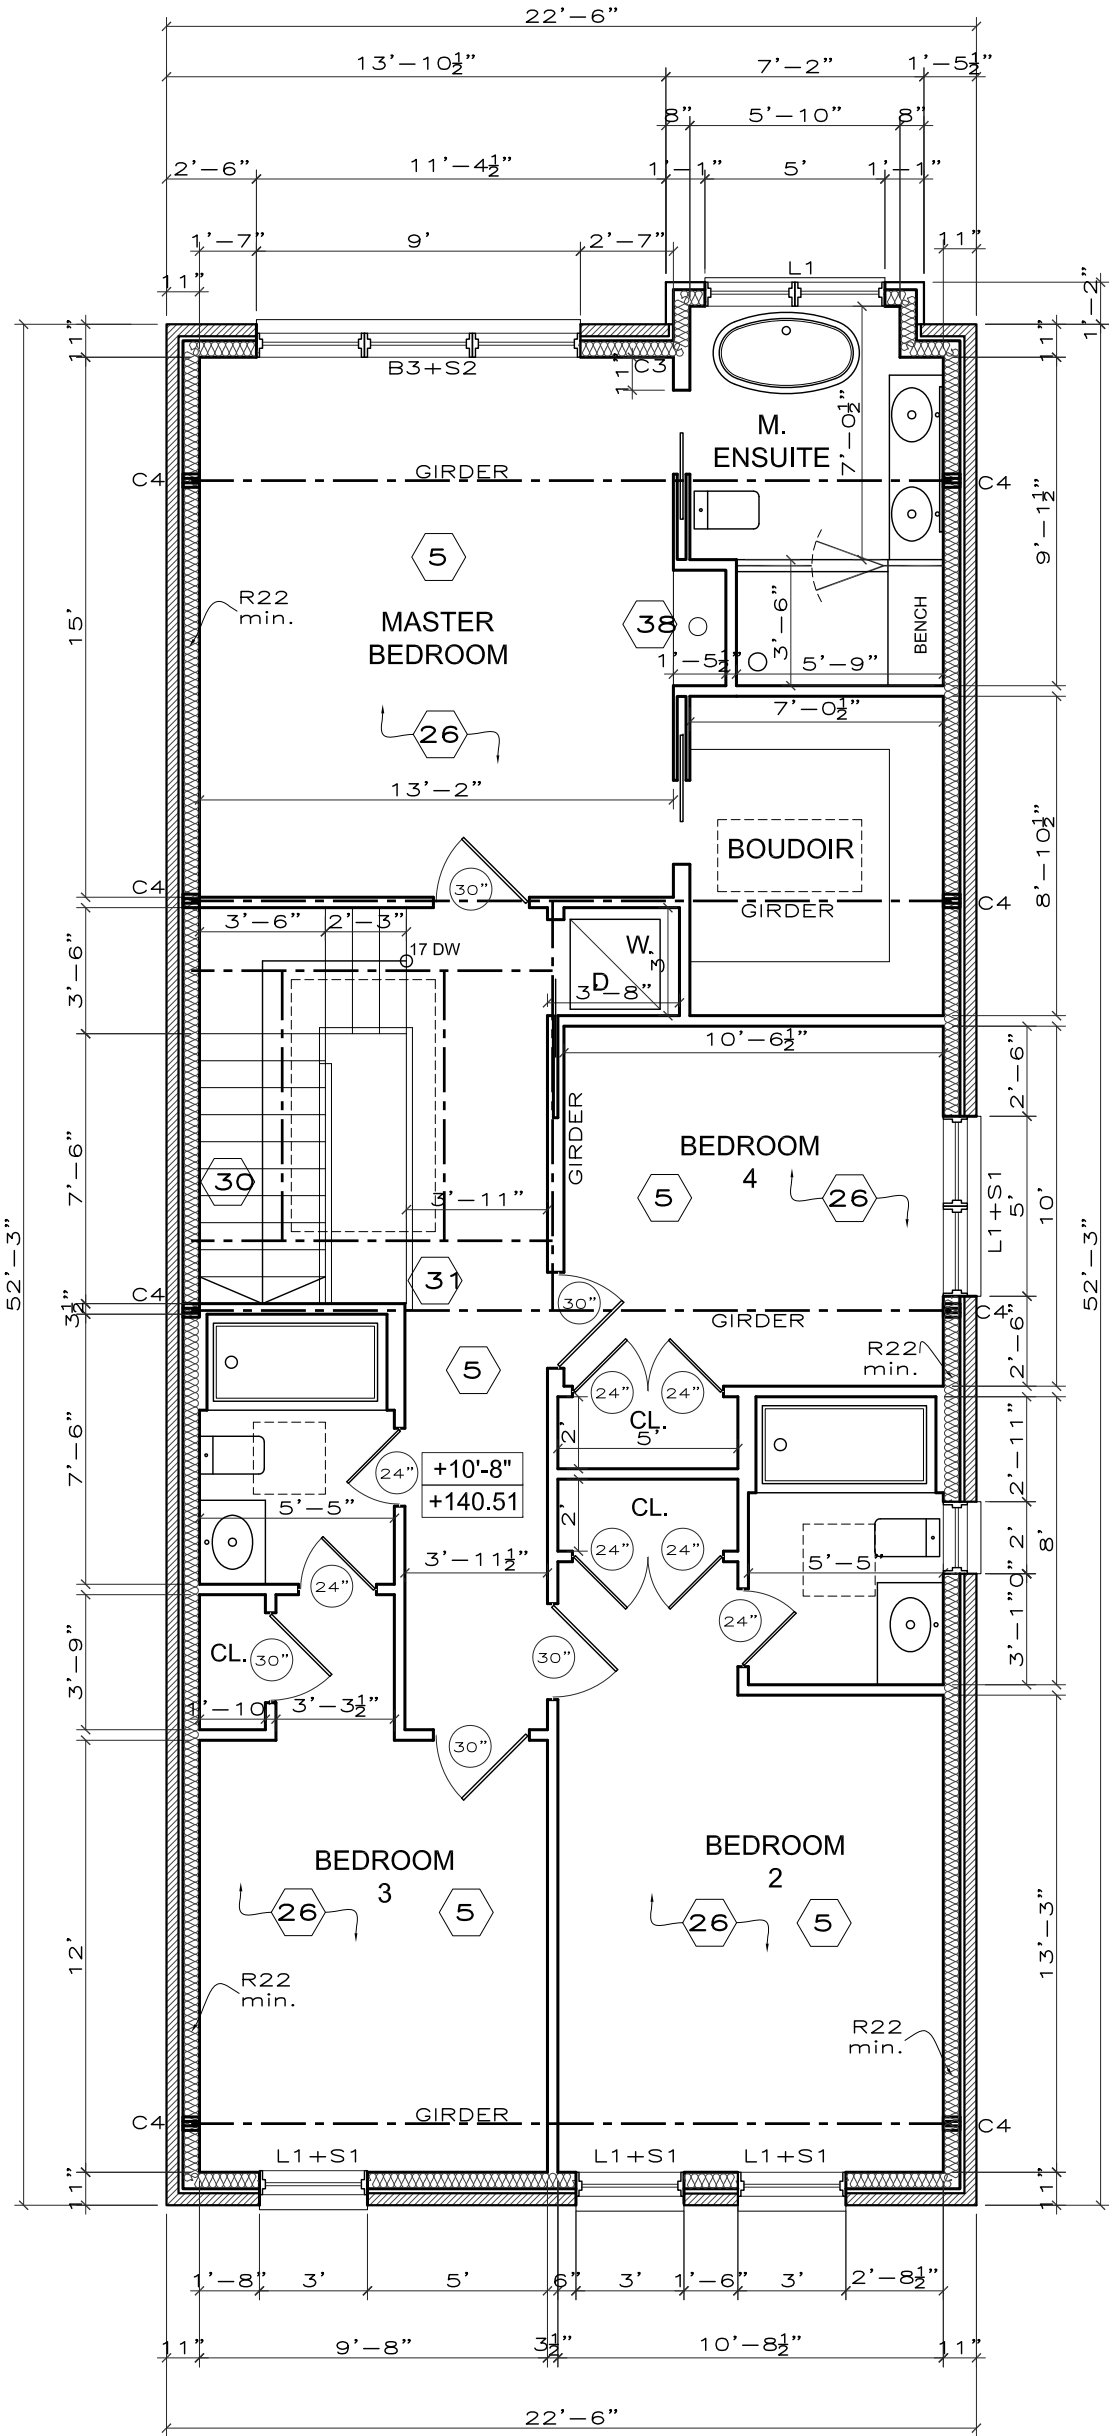 22'-6"
13'-10½" 7'-2" 1'-5½"
8" 5'-10" 8"
2'-6" 11'-4½" 1'-1" 5' 1'-1"
1'-7" 9' 2'-7" 11"
11" L1 1'-2"
11" B3+S2 C3 11" 11"
M.
ENSUITE
7'-0½"
C4 GIRDER C4
9'-1½"
5
R22
min.
15'
MASTER
BEDROOM
38
3'-6"
BENCH
1'-5½" 5'-9"
7'-0½"
26
13'-2"
BOUDOIR
8'-10½"
C4 30" GIRDER C4
3'-6" 2'-3"
17 DW
W.
D
3'
3'-8"
3'-6"
10'-6½"
2'-6"
GIRDER
BEDROOM
4
7'-6"
30
5
26
3'-11"
L1+S1
5'
10'
52'-3"
52'-3"
31
C4
3½"
30"
GIRDER
C4
R22
min.
2'-6"
5
24" 24"
CL.
5'
2'
2'-11"
7'-6"
24"
+10'-8"
+140.51
5'-5"
CL.
2'
24" 24"
3'-11½"
5'-5"
2'
8'
24"
24"
3'-10"
CL.
30"
30"
3'-9"
1'-10 3'-3½"
30"
BEDROOM
3
BEDROOM
2
26 5
26 5
12'
13'-3"
R22
min.
R22
min.
C4 GIRDER C4
L1+S1 L1+S1 L1+S1
11" 11"
1'-8" 3' 5' 6" 3' 1'-6" 3' 2'-8½"
11" 9'-8" 3½" 10'-8½" 11"
22'-6"